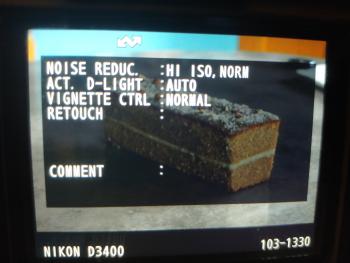 NOISE REDUC. :HI ISO,NORM
ACT. D-LIGHT :AUTO
VIGNETTE CTRL :NORMAL
RETOUCH :
COMMENT :
NIKON D3400 103-1330